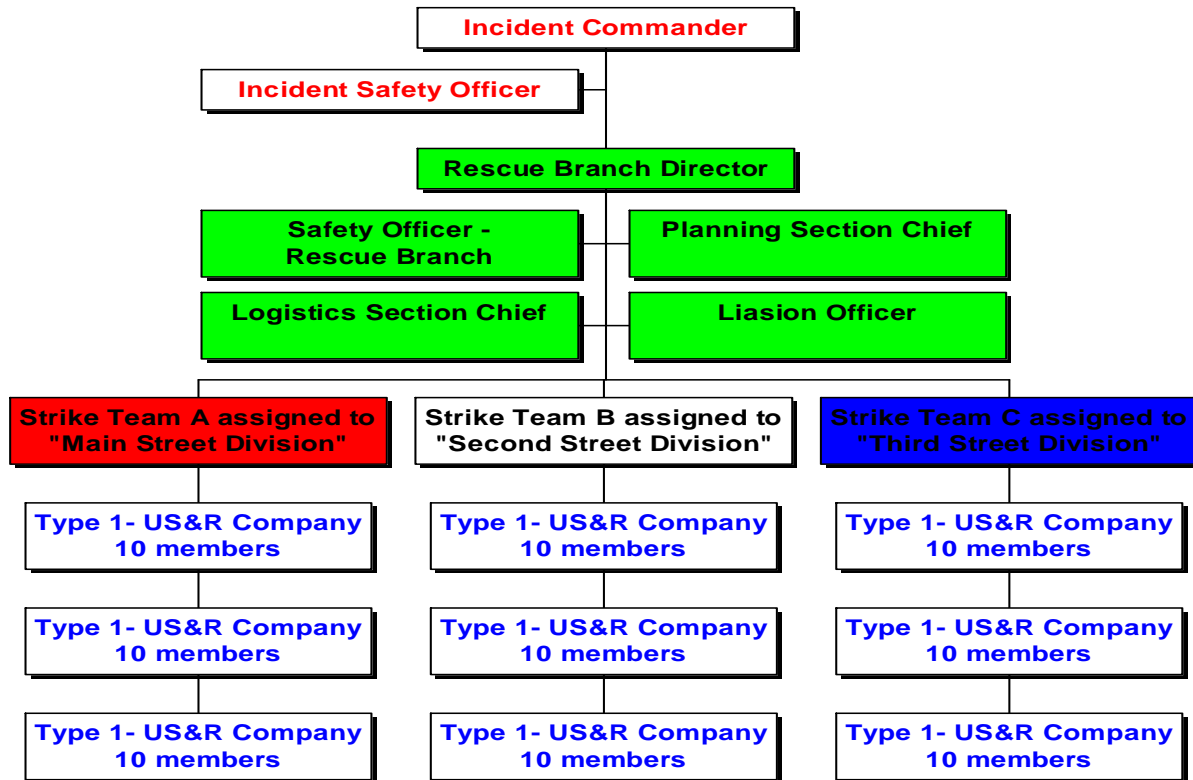 Incident Commander
Incident Safety Officer
Rescue Branch Director
Safety Officer -
Rescue Branch
Planning Section Chief
Logistics Section Chief
Liasion Officer
Strike Team A assigned to
"Main Street Division"
Strike Team B assigned to
"Second Street Division"
Strike Team C assigned to
"Third Street Division"
Type 1- US&R Company
10 members
Type 1- US&R Company
10 members
Type 1- US&R Company
10 members
Type 1- US&R Company
10 members
Type 1- US&R Company
10 members
Type 1- US&R Company
10 members
Type 1- US&R Company
10 members
Type 1- US&R Company
10 members
Type 1- US&R Company
10 members